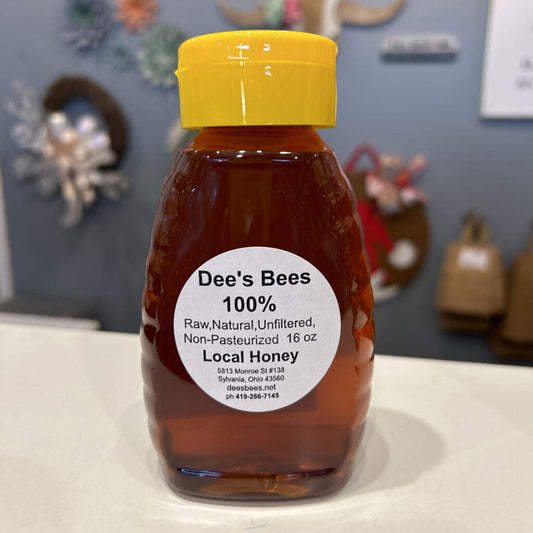 Dee's Bees
100%
Raw,Natural,Unfiltered,
Non-Pasteurized 16 oz
Local Honey
5813 Monroe St #138
Sylvania, Ohio 43560
deesbees.net
ph 419-266-7145